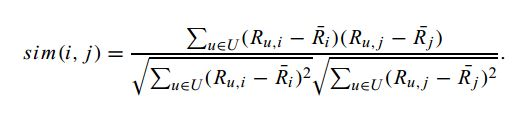 sim(i, j) = \frac{\sum_{u \in U}(R_{u,i} - \bar{R}_i)(R_{u,j} - \bar{R}_j)}{\sqrt{\sum_{u \in U}(R_{u,i} - \bar{R}_i)^2}\sqrt{\sum_{u \in U}(R_{u,j} - \bar{R}_j)^2}}.